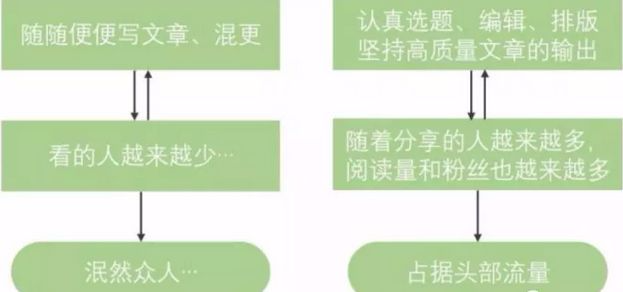 随随便便写文章、混更
看的人越来越少…
泯然众人…
认真选题、编辑、排版
坚持高质量文章的输出
随着分享的人越来越多，
阅读量和粉丝也越来越多
占据头部流量